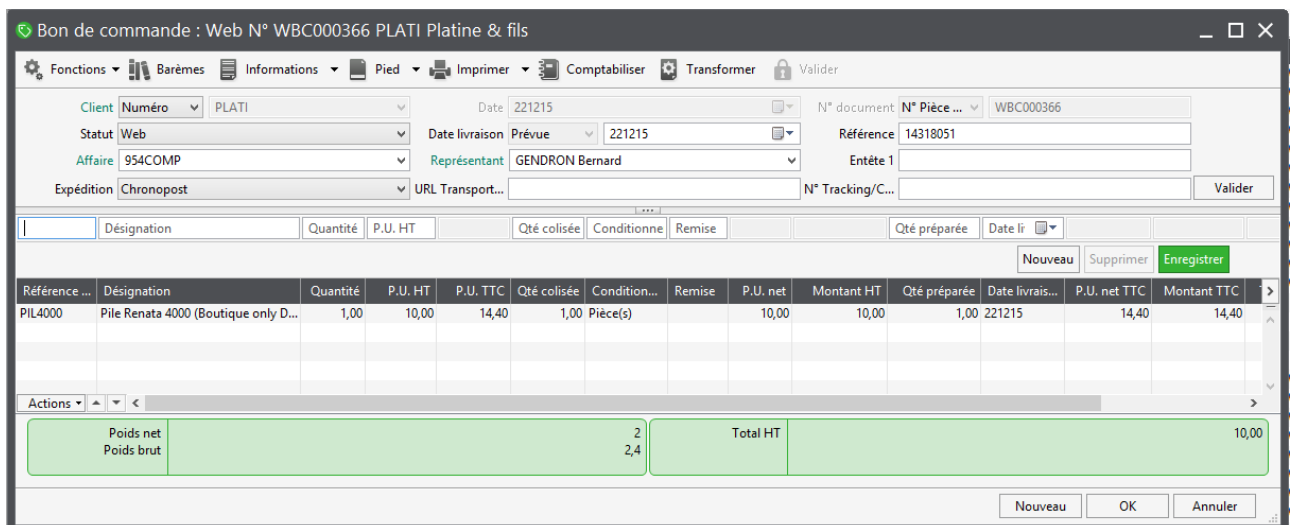 Bon de commande : Web N° WBC000366 PLATI Platine & fils
Fonctions Barèmes Informations Pied Imprimer Comptabiliser Transformer Valider
Client Numéro PLATI Date 221215 N° document N° Pièce ... WBC000366
Statut Web Date livraison Prévue 221215 Référence 14318051
Affaire 954COMP Représentant GENDRON Bernard Entête 1
Expédition Chronopost URL Transport... N° Tracking/C... Valider
Désignation Quantité P.U. HT Qté colisée Conditionne Remise Qté préparée Date li
Nouveau Supprimer Enregistrer
Référence ... Désignation Quantité P.U. HT P.U. TTC Qté colisée Condition... Remise P.U. net Montant HT Qté préparée Date livrais... P.U. net TTC Montant TTC
PIL4000 Pile Renata 4000 (Boutique only D... 1,00 10,00 14,40 1,00 Pièce(s) 10,00 10,00 1,00 221215 14,40 14,40
Actions
Poids net 2 Total HT 10,00
Poids brut 2,4
Nouveau OK Annuler